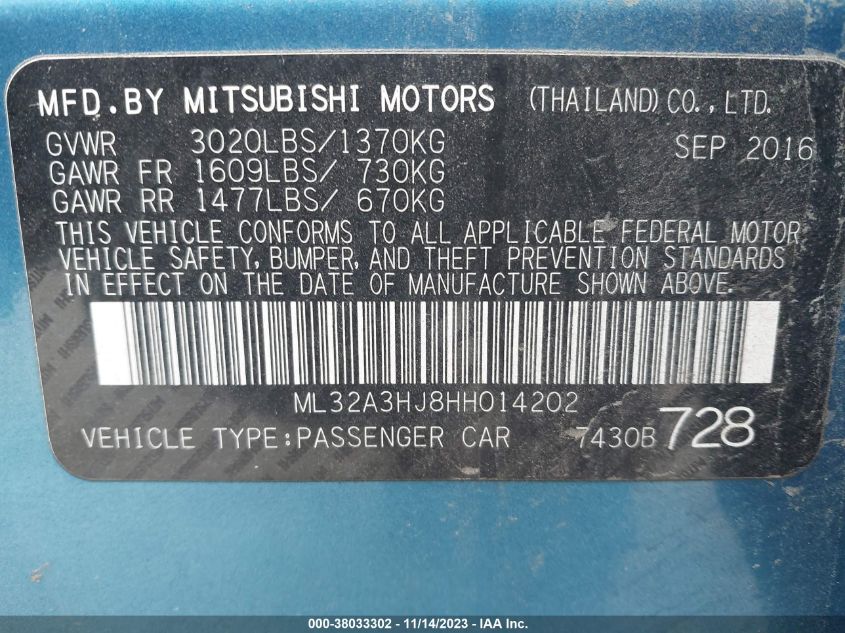 MFD.BY MITSUBISHI MOTORS (THAILAND) CO.,LTD.
GVWR 3020LBS/1370KG SEP 2016
GAWR FR 1609LBS/ 730KG
GAWR RR 1477LBS/ 670KG
THIS VEHICLE CONFORMS TO ALL APPLICABLE FEDERAL MOTOR
VEHICLE SAFETY, BUMPER, AND THEFT PREVENTION STANDARDS
IN EFFECT ON THE DATE OF MANUFACTURE SHOWN ABOVE.
ML32A3HJ8HH014202
VEHICLE TYPE:PASSENGER CAR 7430B 728
000-38033302 - 11/14/2023 - IAA Inc.